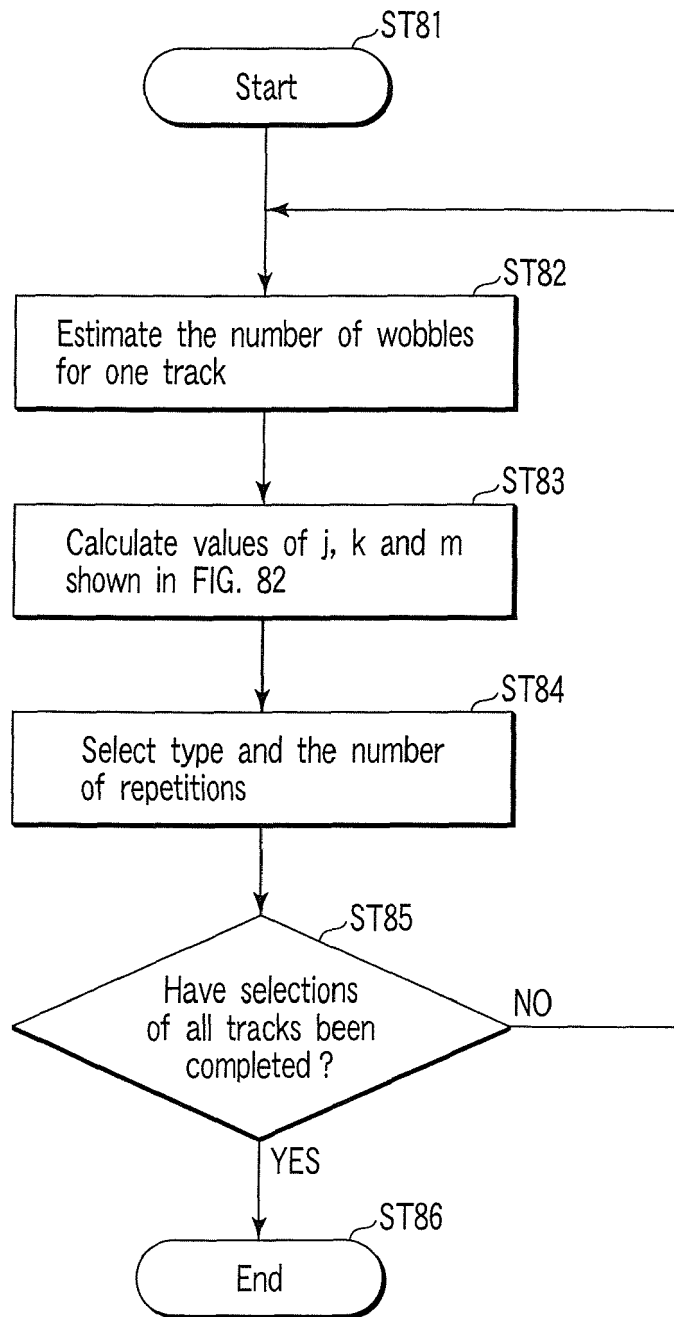 ST81
Start
ST82
Estimate the number of wobbles
for one track
ST83
Calculate values of j, k and m
shown in FIG. 82
ST84
Select type and the number
of repetitions
ST85
Have selections
of all tracks been
completed ?
NO
YES
ST86
End